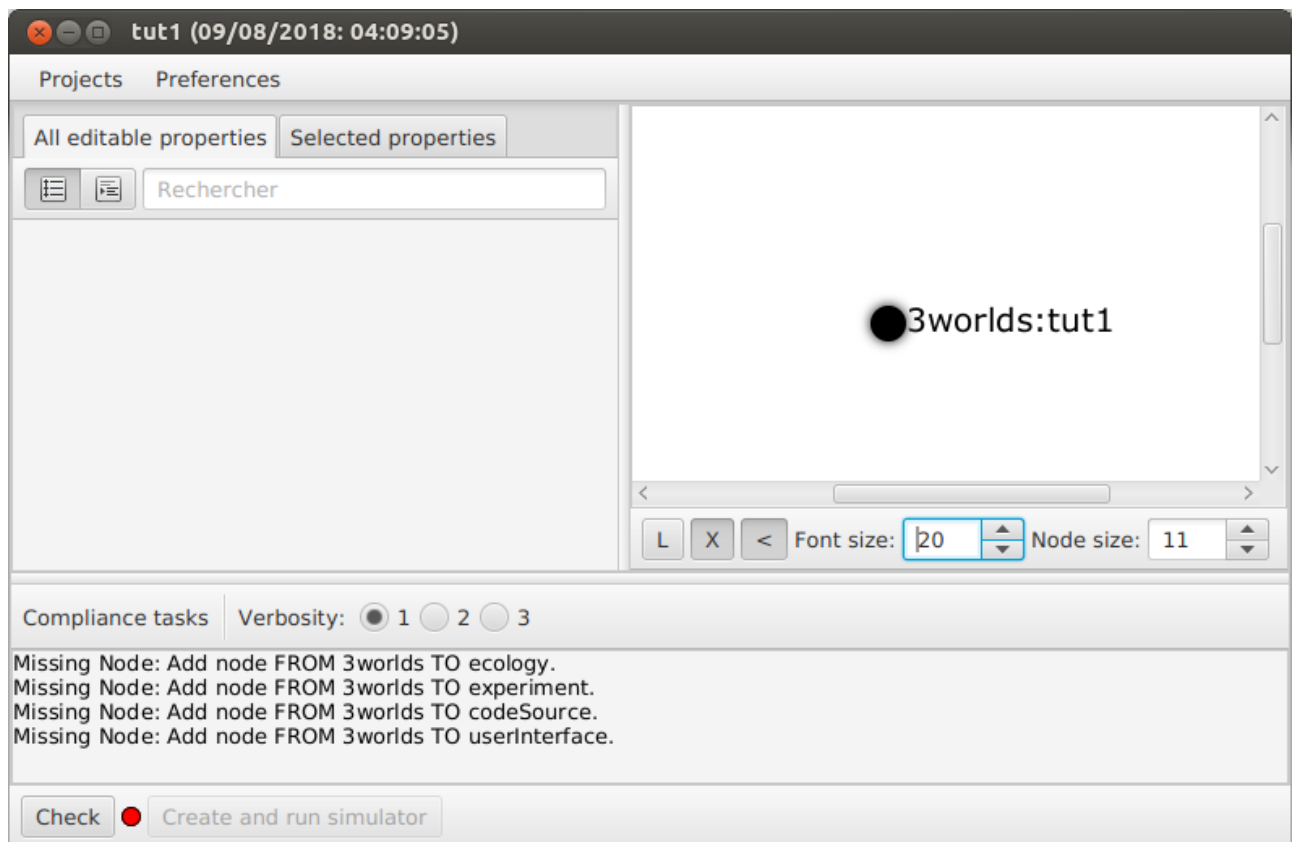 tut1 (09/08/2018: 04:09:05)
Projects Preferences
All editable properties Selected properties
Rechercher
3worlds:tut1
L X < Font size: 20 Node size: 11
Compliance tasks Verbosity: 1 2 3
Missing Node: Add node FROM 3worlds TO ecology.
Missing Node: Add node FROM 3worlds TO experiment.
Missing Node: Add node FROM 3worlds TO codeSource.
Missing Node: Add node FROM 3worlds TO userInterface.
Check Create and run simulator